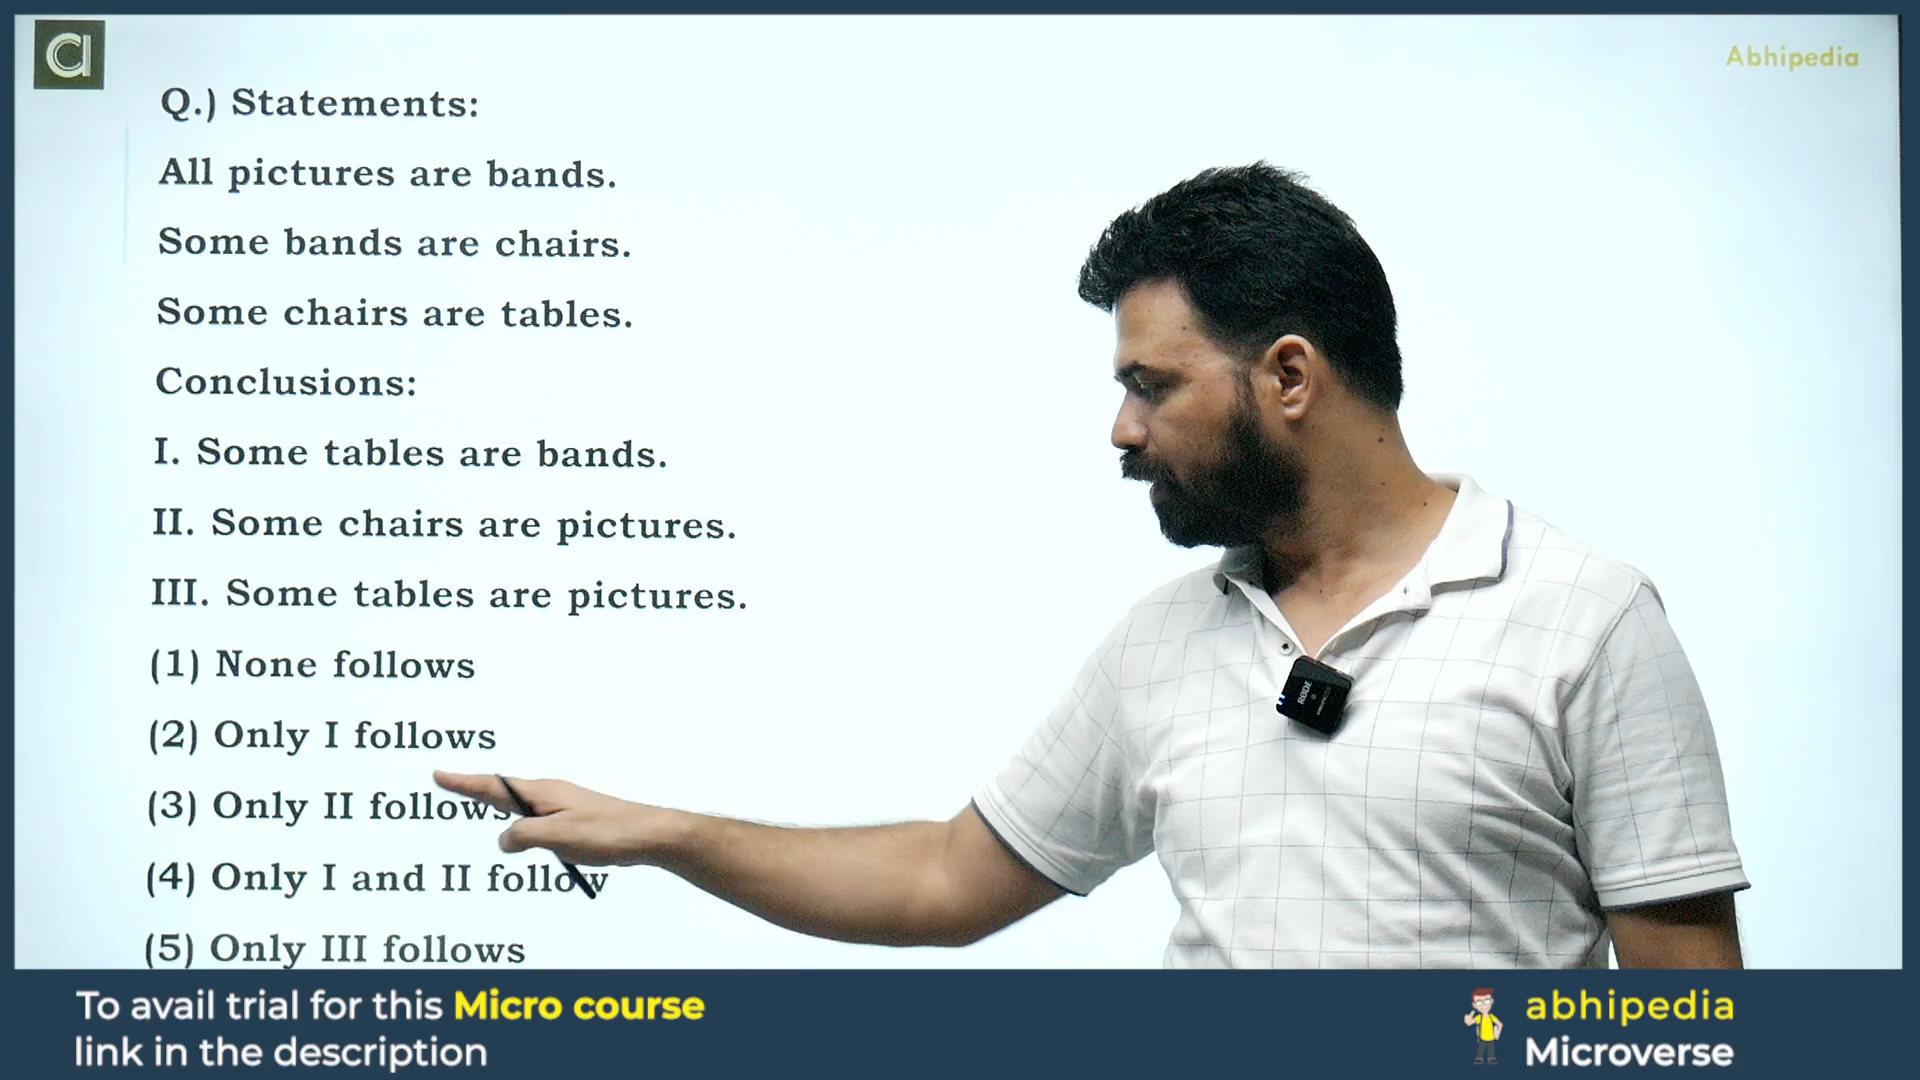 Abhipedia
Q.) Statements:
All pictures are bands.
Some bands are chairs.
Some chairs are tables.
Conclusions:
I. Some tables are bands.
II. Some chairs are pictures.
III. Some tables are pictures.
(1) None follows
(2) Only I follows
(3) Only II follows
(4) Only I and II follow
(5) Only III follows
RØDE
To avail trial for this Micro course
link in the description
abhipedia
Microverse